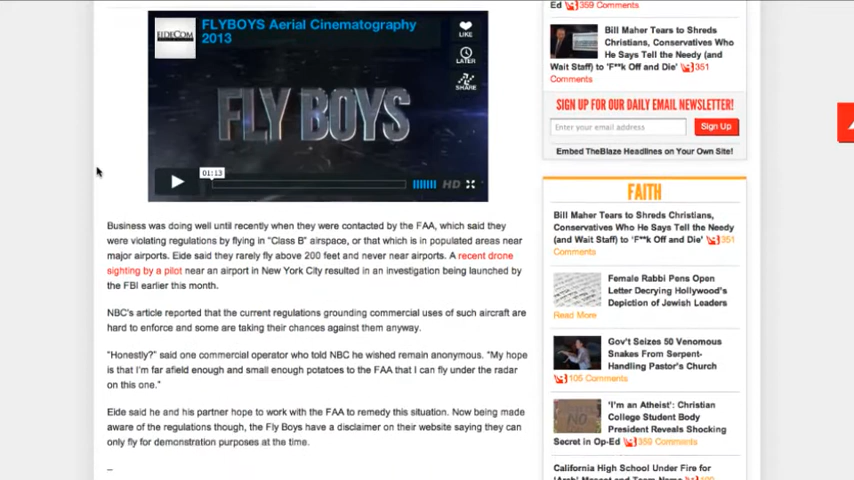 FLYBOYS Aerial Cinematography
2013
LIKE
LATER
SHARE
FLY BOYS
01:13
HD
Business was doing well until recently when they were contacted by the FAA, which said they
were violating regulations by flying in “Class B” airspace, or that which is in populated areas near
major airports. Eide said they rarely fly above 200 feet and never near airports. A recent drone
sighting by a pilot near an airport in New York City resulted in an investigation being launched by
the FBI earlier this month.
NBC's article reported that the current regulations grounding commercial uses of such aircraft are
hard to enforce and some are taking their chances against them anyway.
“Honestly?” said one commercial operator who told NBC he wished remain anonymous. “My hope
is that I'm far afield enough and small enough potatoes to the FAA that I can fly under the radar
on this one.”
Eide said he and his partner hope to work with the FAA to remedy this situation. Now being made
aware of the regulations though, the Fly Boys have a disclaimer on their website saying they can
only fly for demonstration purposes at the time.
–
Ed 359 Comments
Bill Maher Tears to Shreds
Christians, Conservatives Who
He Says Tell the Needy (and
Wait Staff) to 'F**k Off and Die' 351
Comments
SIGN UP FOR OUR DAILY EMAIL NEWSLETTER!
Enter your email address
Sign Up
Embed TheBlaze Headlines on Your Own Site!
FAITH
Bill Maher Tears to Shreds Christians,
Conservatives Who He Says Tell the Needy
(and Wait Staff) to 'F**k Off and Die' 351
Comments
Female Rabbi Pens Open
Letter Decrying Hollywood's
Depiction of Jewish Leaders
Read More
Gov't Seizes 50 Venomous
Snakes From Serpent-
Handling Pastor's Church
105 Comments
'I'm an Atheist': Christian
College Student Body
President Reveals Shocking
Secret in Op-Ed 359 Comments
California High School Under Fire for